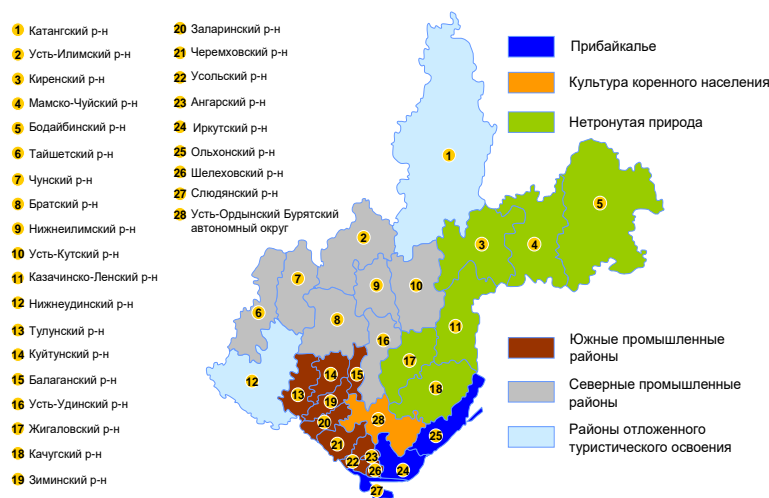 1 Катангский р-н
2 Усть-Илимский р-н
3 Киренский р-н
4 Мамско-Чуйский р-н
5 Бодайбинский р-н
6 Тайшетский р-н
7 Чунский р-н
8 Братский р-н
9 Нижнеилимский р-н
10 Усть-Кутский р-н
11 Казачинско-Ленский р-н
12 Нижнеудинский р-н
13 Тулунский р-н
14 Куйтунский р-н
15 Балаганский р-н
16 Усть-Удинский р-н
17 Жигаловский р-н
18 Качугский р-н
19 Зиминский р-н
20 Заларинский р-н
21 Черемховский р-н
22 Усольский р-н
23 Ангарский р-н
24 Иркутский р-н
25 Ольхонский р-н
26 Шелеховский р-н
27 Слюдянский р-н
28 Усть-Ордынский Бурятский
автономный округ
Прибайкалье
Культура коренного населения
Нетронутая природа
1
5
2
3
4
7
9
10
6
8
11
16
17
12
14
15
18
13
19
20
28
21
25
23
22
26
24
27
Южные промышленные
районы
Северные промышленные
районы
Районы отложенного
туристического освоения